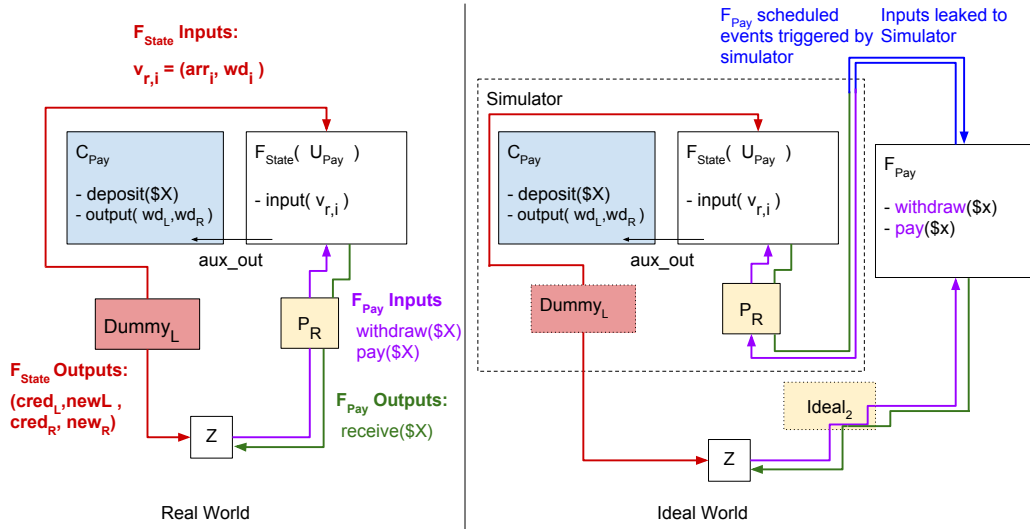 F_State Inputs:
v_r,i = (arr_i, wd_i )
C_Pay
- deposit($X)
- output( wd_L,wd_R )
F_State( U_Pay )
- input( v_r,i )
aux_out
Dummy_L
P_R
F_Pay Inputs
withdraw($X)
pay($X)
F_State Outputs:
(cred_L,newL ,
cred_R, new_R)
F_Pay Outputs:
receive($X)
Z
Real World
F_Pay scheduled
events triggered by
simulator
Inputs leaked to
Simulator
Simulator
C_Pay
- deposit($X)
- output( wd_L,wd_R )
F_State( U_Pay )
- input( v_r,i )
aux_out
Dummy_L
P_R
F_Pay
- withdraw($x)
- pay($x)
Ideal_2
Z
Ideal World